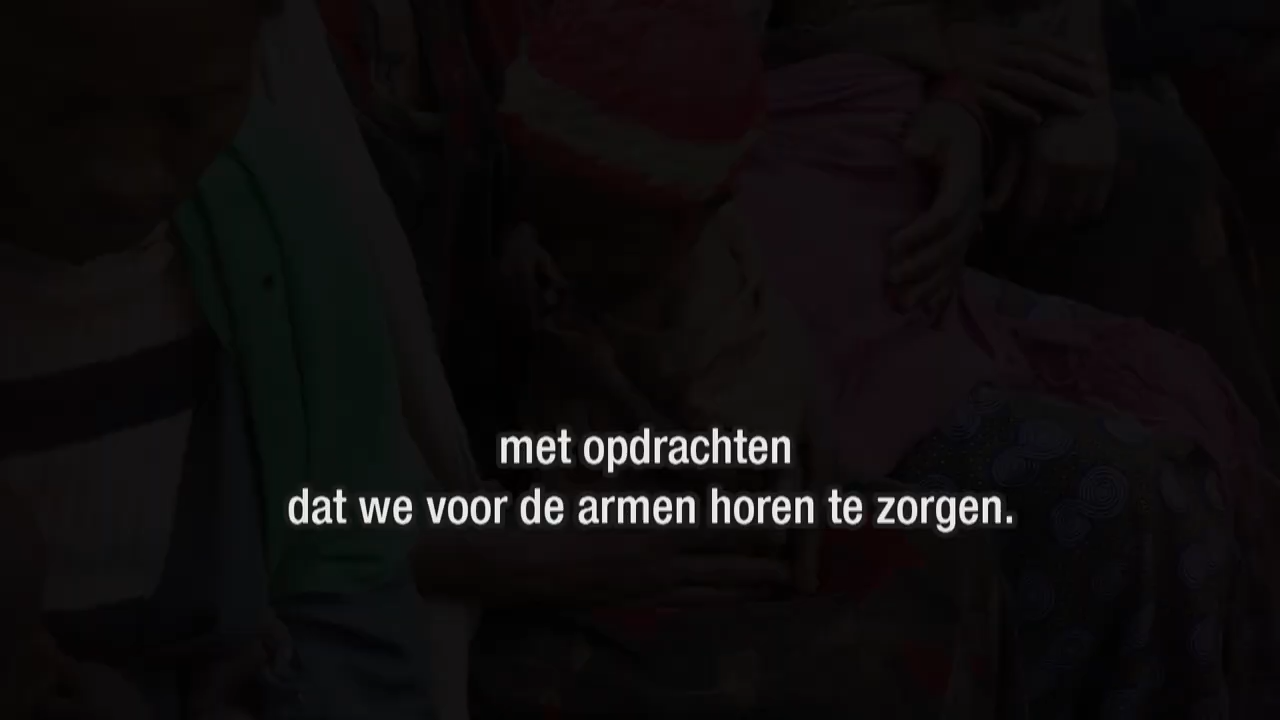 met opdrachten
dat we voor de armen horen te zorgen.